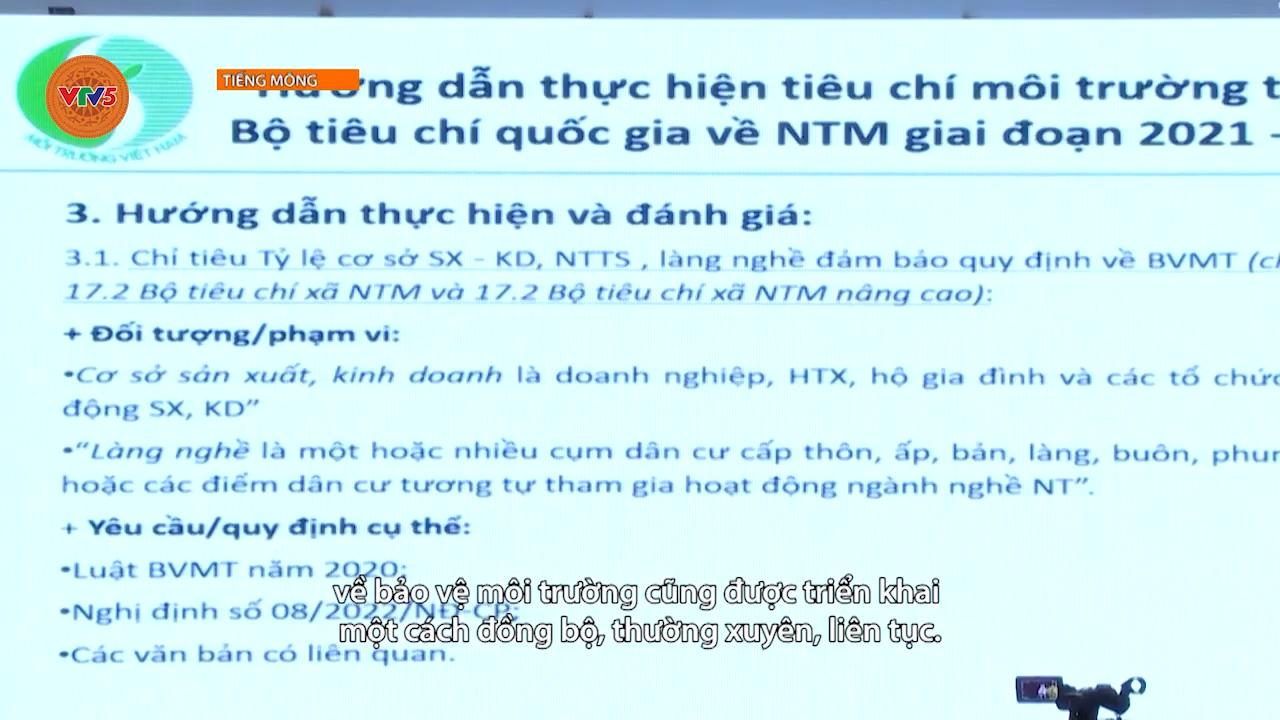 VTV5
TIẾNG MÔNG
MÔI TRƯỜNG VIỆT NAM
Hướng dẫn thực hiện tiêu chí môi trường
Bộ tiêu chí quốc gia về NTM giai đoạn 2021 -
3. Hướng dẫn thực hiện và đánh giá:
3.1. Chỉ tiêu Tỷ lệ cơ sở SX - KD, NTTS , làng nghề đảm bảo quy định về BVMT
17.2 Bộ tiêu chí xã NTM và 17.2 Bộ tiêu chí xã NTM nâng cao):
+ Đối tượng/phạm vi:
•Cơ sở sản xuất, kinh doanh là doanh nghiệp, HTX, hộ gia đình và các tổ chức
động SX, KD”
•“Làng nghề là một hoặc nhiều cụm dân cư cấp thôn, ấp, bản, làng, buôn,
hoặc các điểm dân cư tương tự tham gia hoạt động ngành nghề NT”.
+ Yêu cầu/quy định cụ thể:
•Luật BVMT năm 2020;
•Nghị định số 08/2022/NĐ-CP;
•Các văn bản có liên quan.
về bảo vệ môi trường cũng được triển khai
một cách đồng bộ, thường xuyên, liên tục.